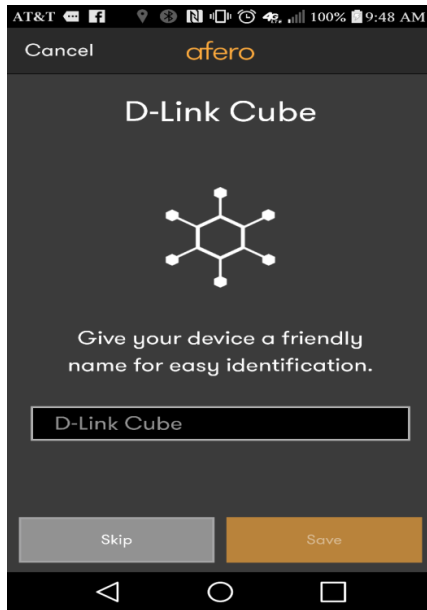 AT&T 4G 100% 9:48 AM
Cancel afero
D-Link Cube
Give your device a friendly
name for easy identification.
D-Link Cube
Skip Save